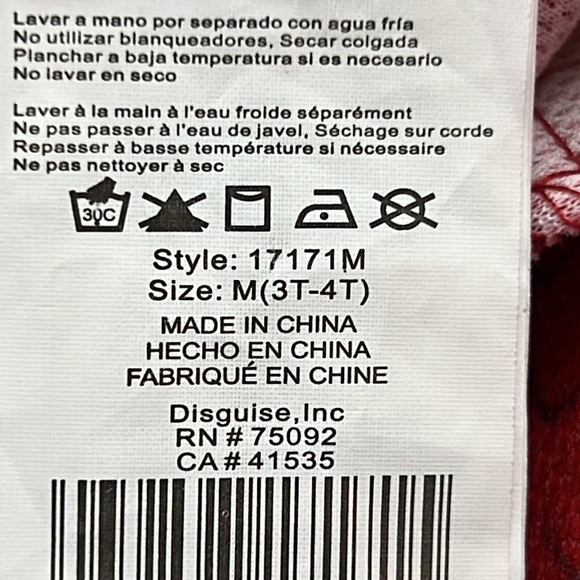 Lavar a mano por separado con agua fría
No utilizar blanqueadores, Secar colgada
Planchar a baja temperatura si es necesario
No lavar en seco
Laver à la main à l'eau froide séparément
Ne pas passer à l'eau de javel, Séchage sur corde
Repasser à basse température si nécessaire
Ne pas nettoyer à sec
30C
Style: 17171M
Size: M(3T-4T)
MADE IN CHINA
HECHO EN CHINA
FABRIQUÉ EN CHINE
Disguise,Inc
RN # 75092
CA # 41535